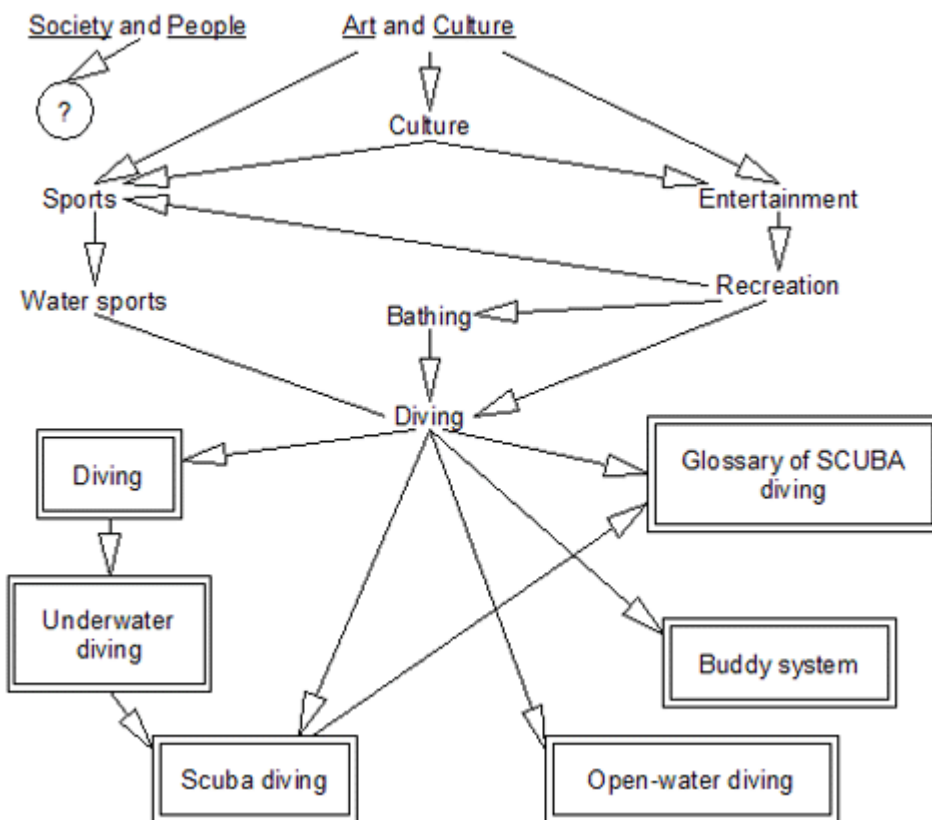 Society and People
Art and Culture
?
Culture
Sports
Entertainment
Water sports
Recreation
Bathing
Diving
Diving
Glossary of SCUBA
diving
Underwater
diving
Buddy system
Scuba diving
Open-water diving